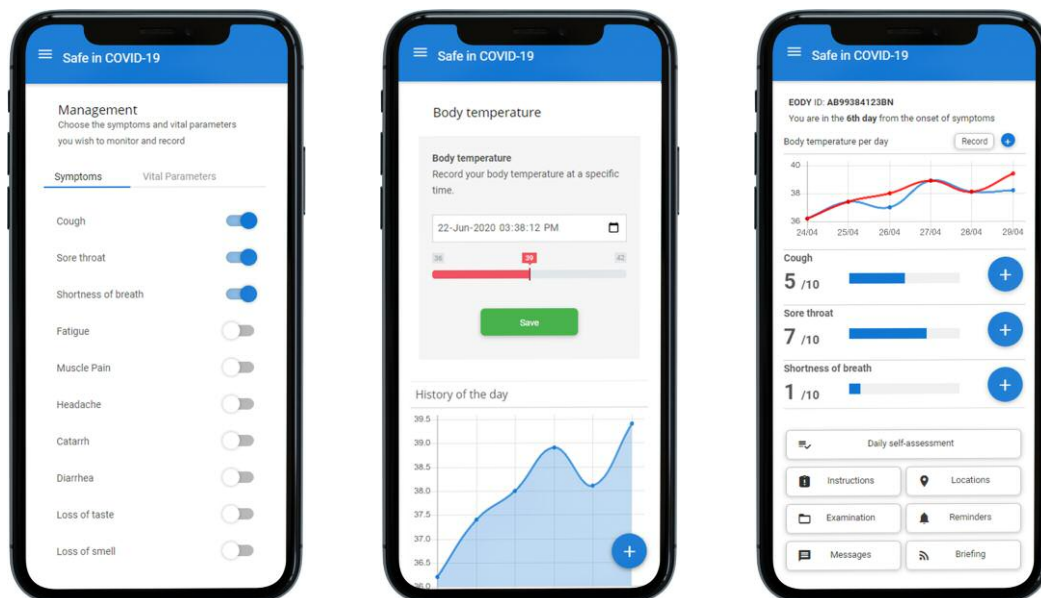 Safe in COVID-19
Management
Choose the symptoms and vital parameters
you wish to monitor and record
Symptoms Vital Parameters
Cough
Sore throat
Shortness of breath
Fatigue
Muscle Pain
Headache
Catarrh
Diarrhea
Loss of taste
Loss of smell
Safe in COVID-19
Body temperature
Body temperature
Record your body temperature at a specific
time.
22-Jun-2020 03:38:12 PM
36 39 42
Save
History of the day
39.5
39.0
38.5
38.0
37.5
37.0
36.5
36.0
+
Safe in COVID-19
EODY ID: AB99384123BN
You are in the 6th day from the onset of symptoms
Body temperature per day Record +
40
38
36
24/04 25/04 26/04 27/04 28/04 29/04
Cough
5 /10 +
Sore throat
7 /10 +
Shortness of breath
1 /10 +
Daily self-assessment
Instructions Locations
Examination Reminders
Messages Briefing